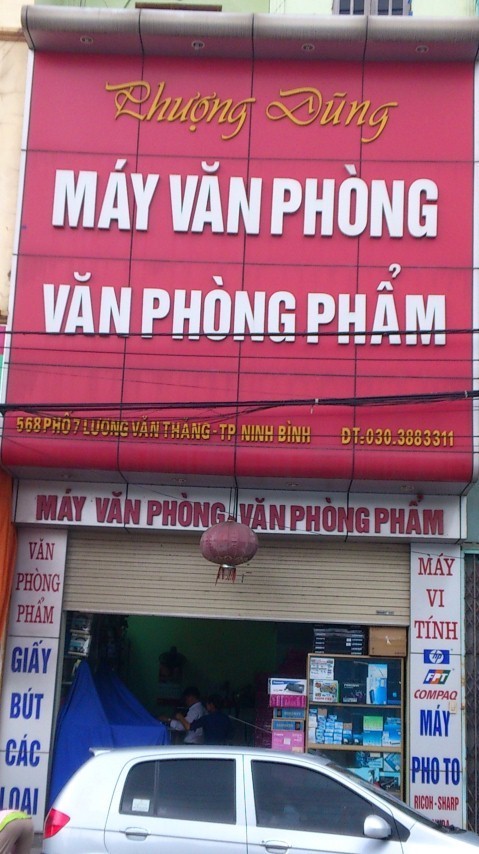 Phượng Dũng
MÁY VĂN PHÒNG
VĂN PHÒNG PHẨM
568 PHỐ 7 LƯƠNG VĂN THĂNG - TP NINH BÌNH ĐT: 030.3883311
MÁY VĂN PHÒNG-VĂN PHÒNG PHẨM
VĂN
PHÒNG
PHẨM
GIẤY
BÚT
CÁC
LOẠI
MÁY
VI
TÍNH
hp
FPT
COMPAQ
MÁY
PHO TO
RICOH - SHARP